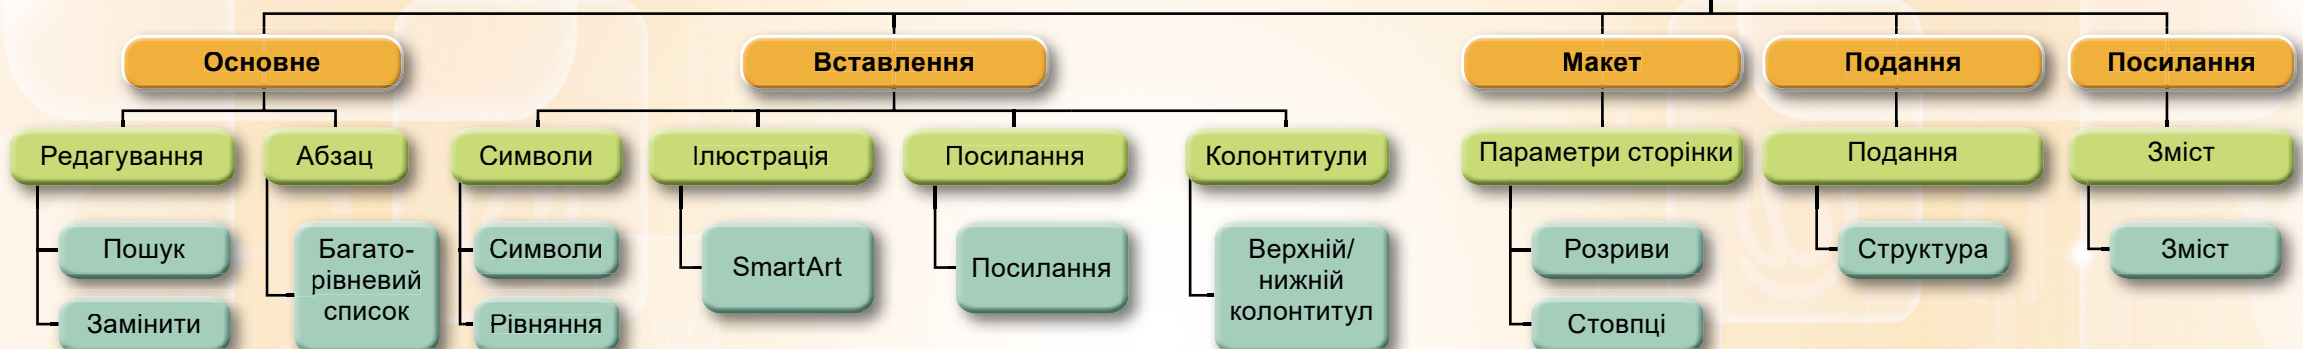 Основне
Вставлення
Макет
Подання
Посилання
Редагування
Абзац
Символи
Ілюстрація
Посилання
Колонтитули
Параметри сторінки
Подання
Зміст
Пошук
Замінити
Багато-
рівневий
список
Символи
Рівняння
SmartArt
Посилання
Верхній/
нижній
колонтитул
Розриви
Стовпці
Структура
Зміст